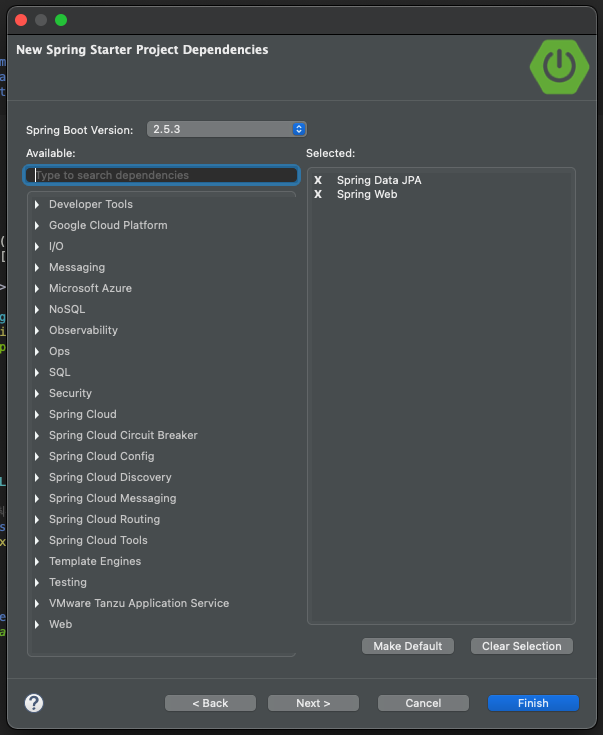 New Spring Starter Project Dependencies
Spring Boot Version: 2.5.3
Available:
Type to search dependencies
Developer Tools
Google Cloud Platform
I/O
Messaging
Microsoft Azure
NoSQL
Observability
Ops
SQL
Security
Spring Cloud
Spring Cloud Circuit Breaker
Spring Cloud Config
Spring Cloud Discovery
Spring Cloud Messaging
Spring Cloud Routing
Spring Cloud Tools
Template Engines
Testing
VMware Tanzu Application Service
Web
Selected:
X Spring Data JPA
X Spring Web
Make Default Clear Selection
? < Back Next > Cancel Finish